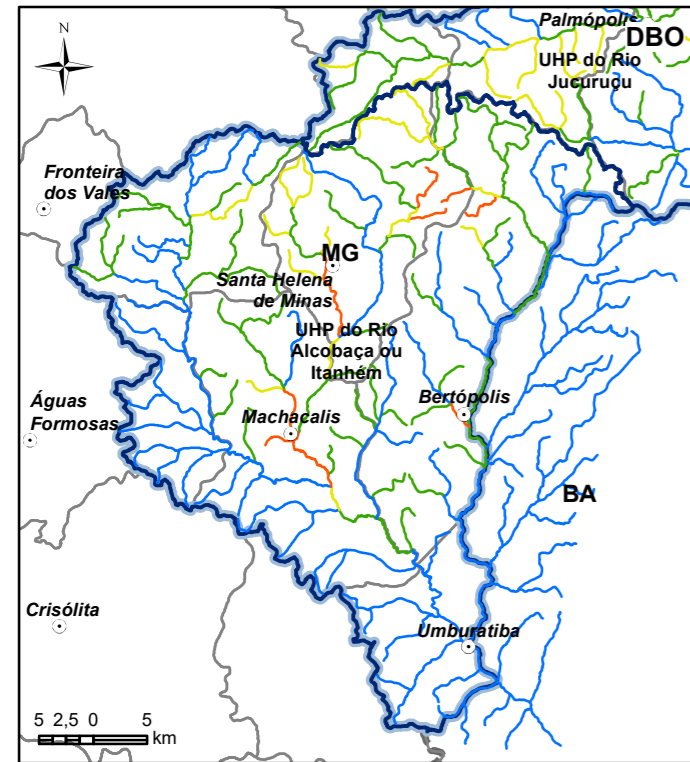 N
Palmópolis
DBO
UHP do Rio
Jucuruçu
Fronteira
dos Vales
MG
Santa Helena
de Minas
UHP do Rio
Alcobaça ou
Itanhém
Águas
Formosas
Machacalis
Bertópolis
BA
Crisólita
Umburatiba
5 2,5 0 5
km